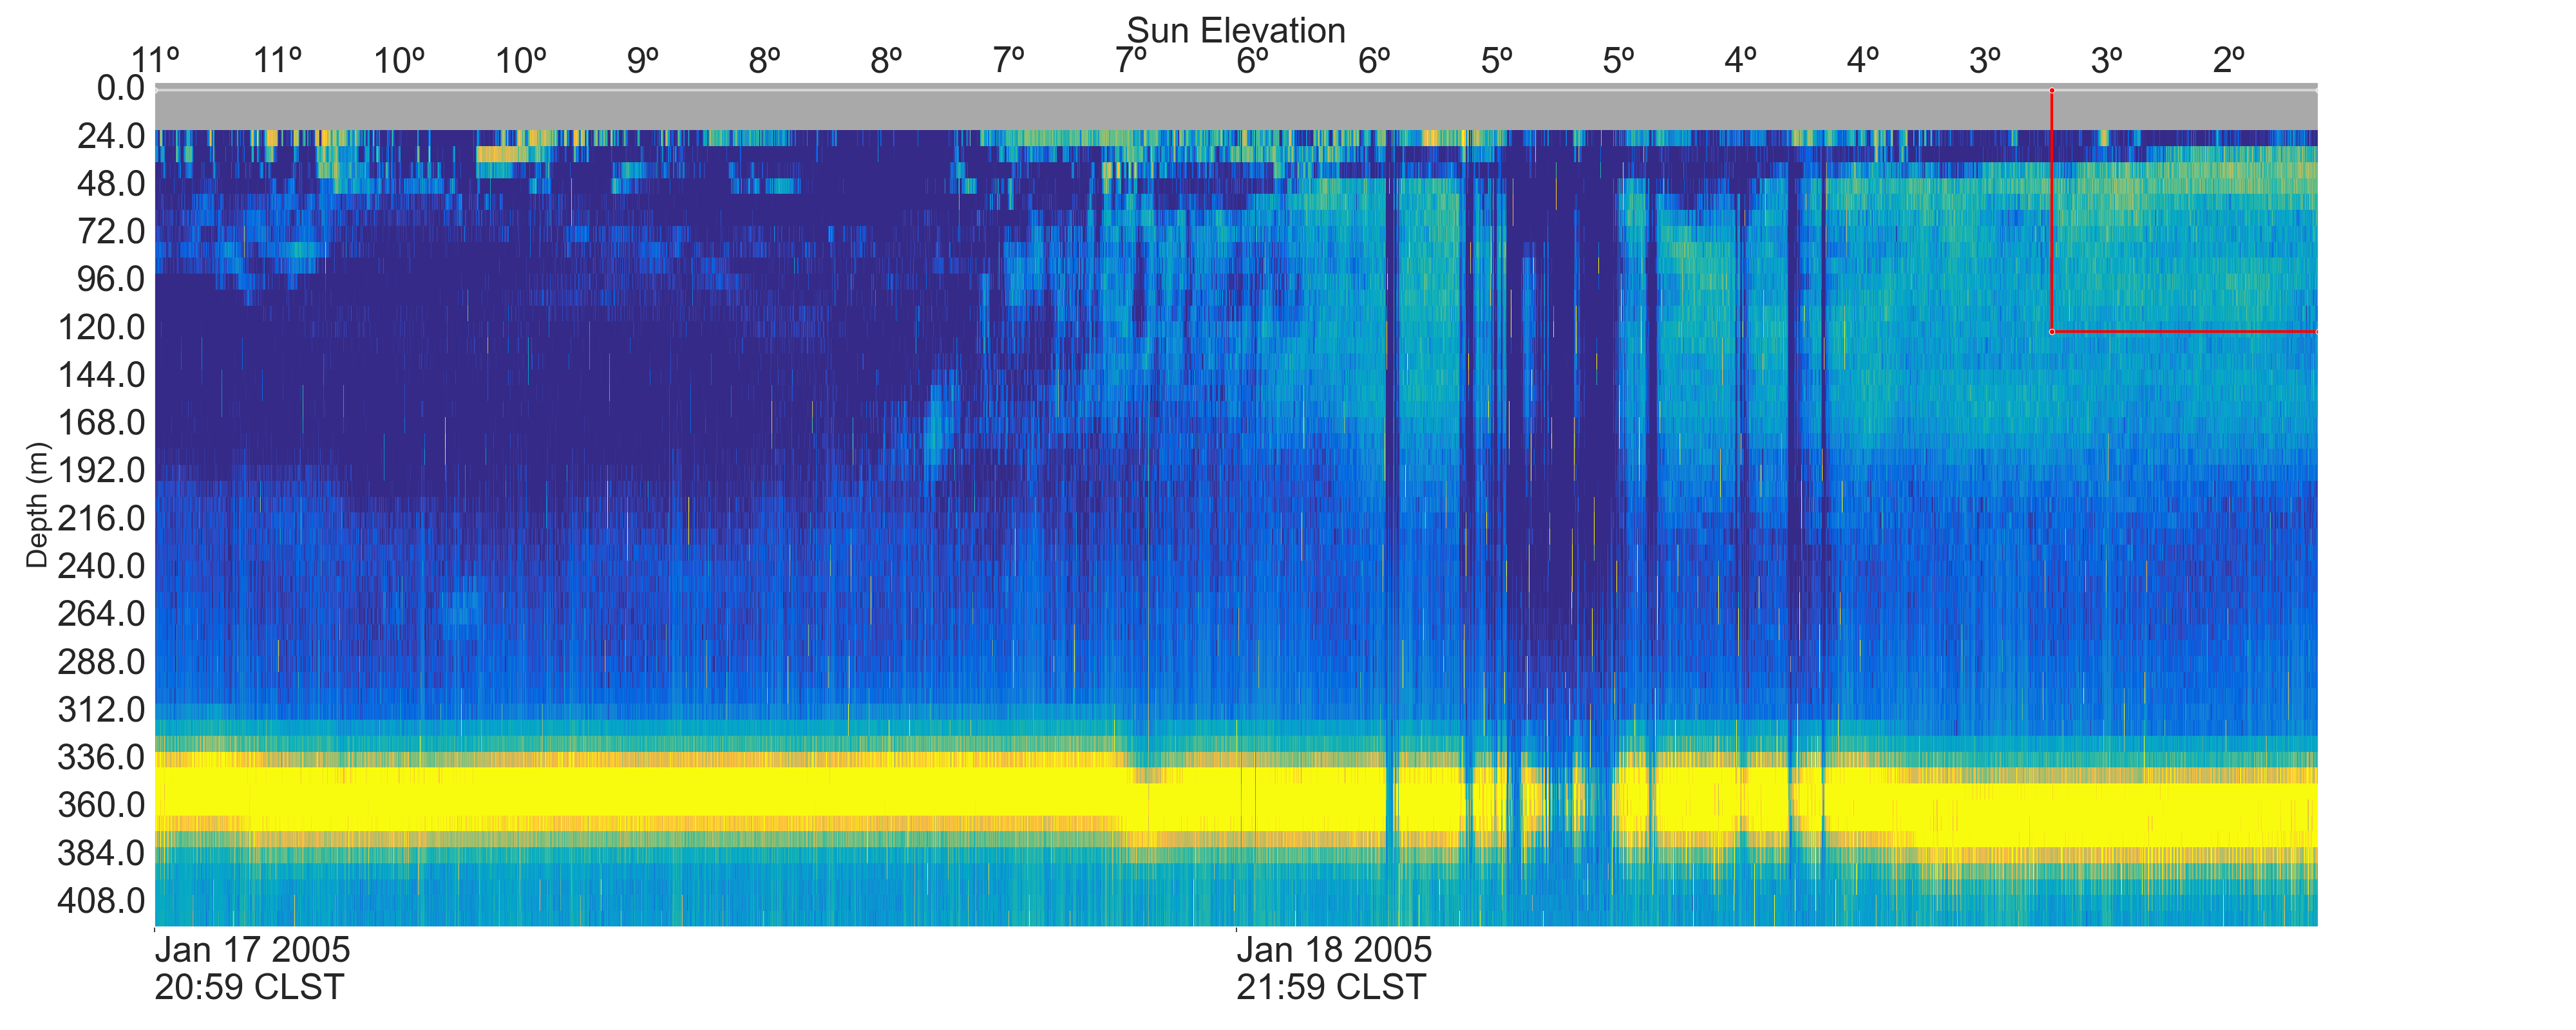 Sun Elevation
11º 11º 10º 10º 9º 8º 8º 7º 7º 6º 6º 5º 5º 4º 4º 3º 3º 2º
0.0
24.0
48.0
72.0
96.0
120.0
144.0
168.0
192.0
216.0
240.0
264.0
288.0
312.0
336.0
360.0
384.0
408.0
Depth (m)
Jan 17 2005
20:59 CLST
Jan 18 2005
21:59 CLST